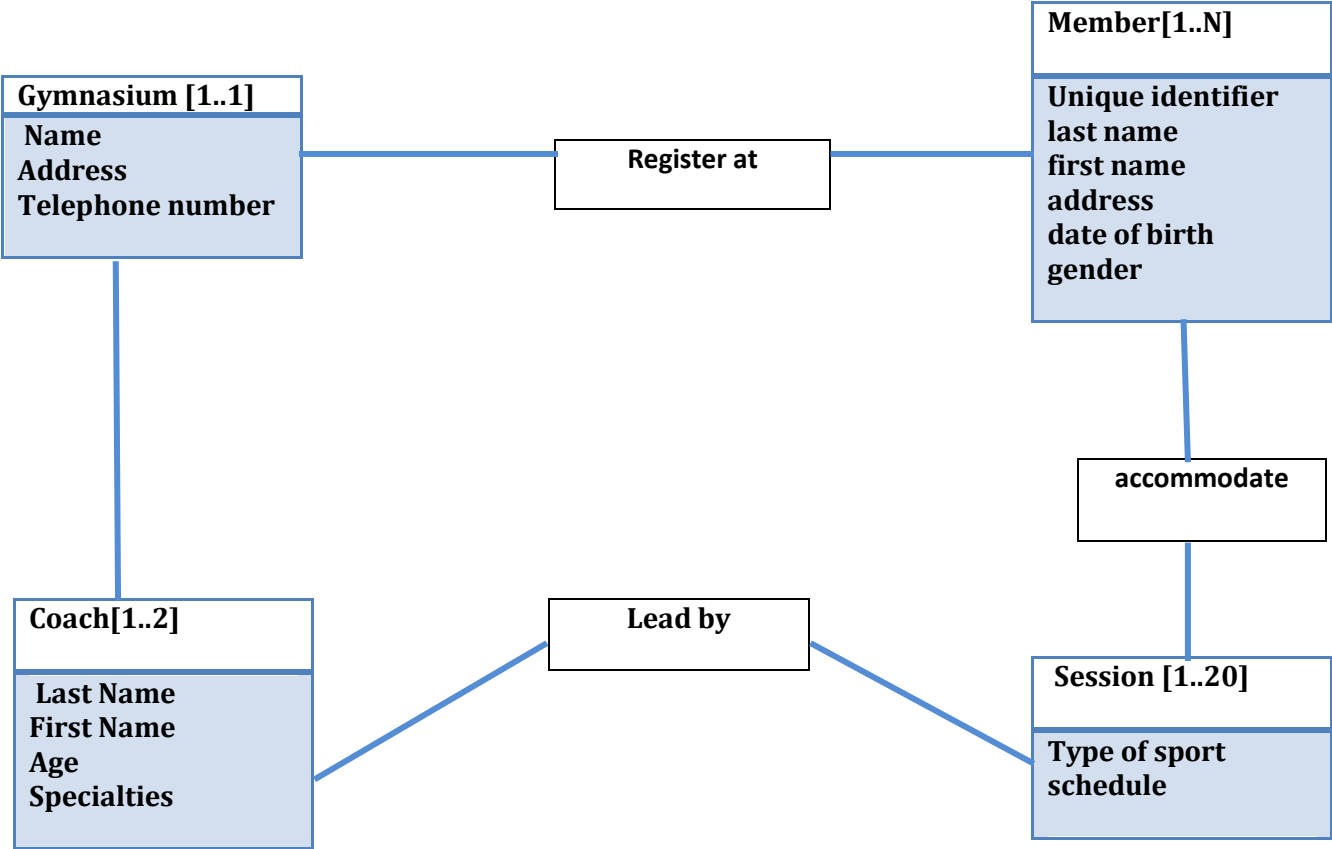 Gymnasium [1..1]
Name
Address
Telephone number
Register at
Member[1..N]
Unique identifier
last name
first name
address
date of birth
gender
accommodate
Coach[1..2]
Last Name
First Name
Age
Specialties
Lead by
Session [1..20]
Type of sport
schedule